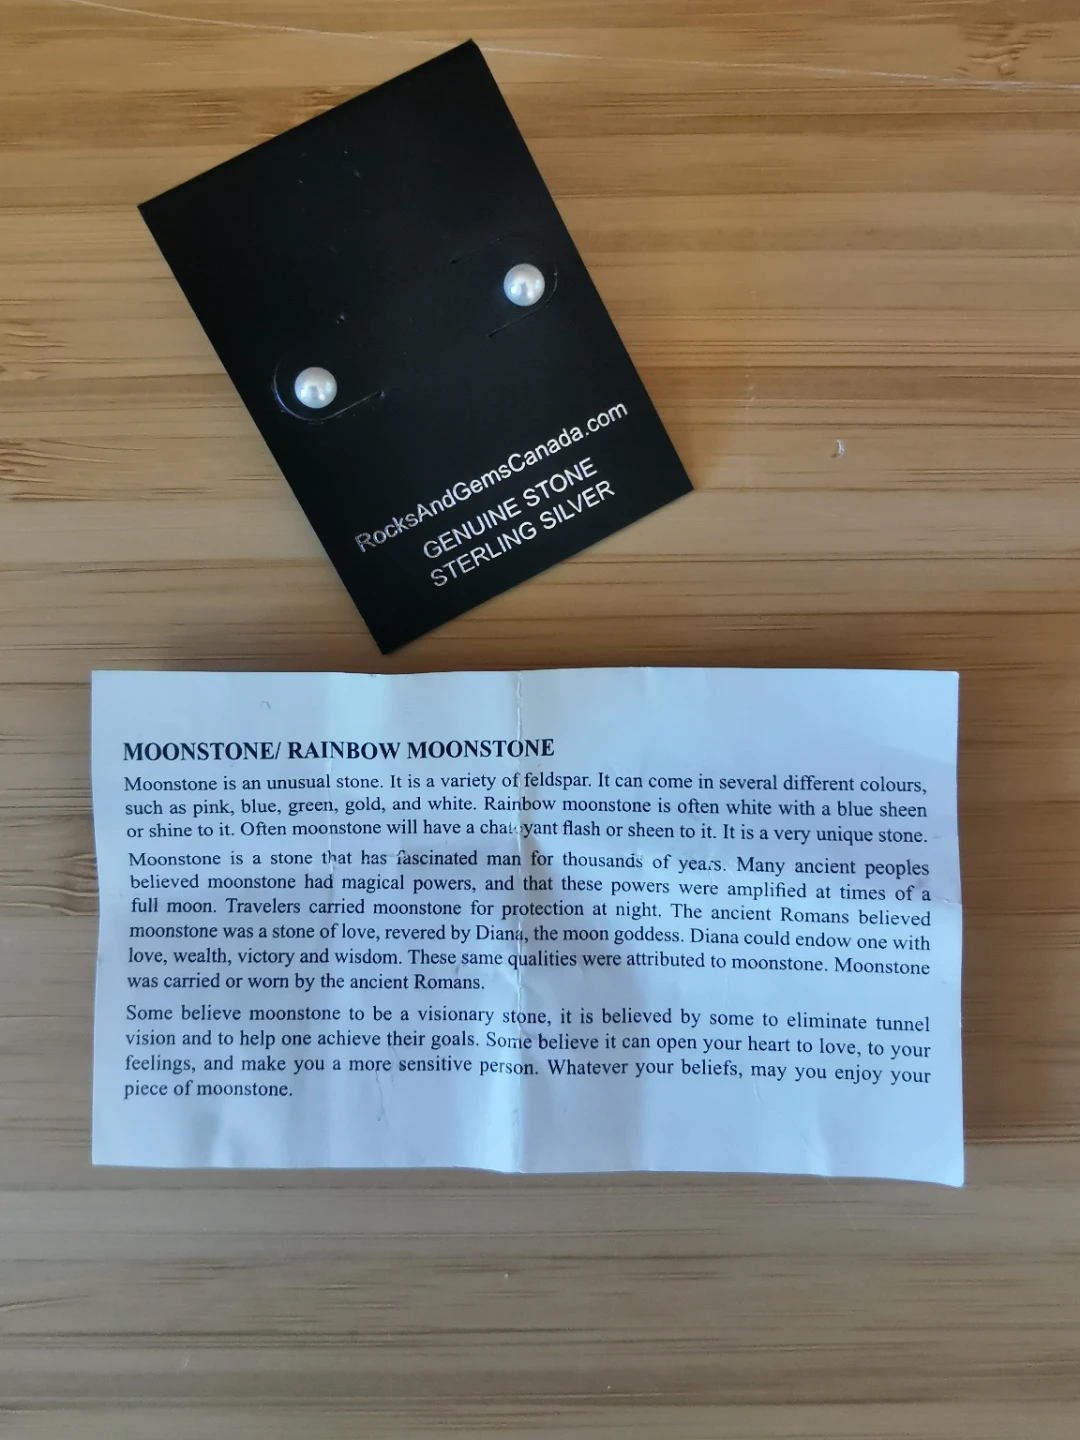 RocksAndGemsCanada.com
GENUINE STONE
STERLING SILVER
MOONSTONE/ RAINBOW MOONSTONE
Moonstone is an unusual stone. It is a variety of feldspar. It can come in several different colours,
such as pink, blue, green, gold, and white. Rainbow moonstone is often white with a blue sheen
or shine to it. Often moonstone will have a chatoyant flash or sheen to it. It is a very unique stone.
Moonstone is a stone that has fascinated man for thousands of years. Many ancient peoples
believed moonstone had magical powers, and that these powers were amplified at times of a
full moon. Travelers carried moonstone for protection at night. The ancient Romans believed
moonstone was a stone of love, revered by Diana, the moon goddess. Diana could endow one with
love, wealth, victory and wisdom. These same qualities were attributed to moonstone. Moonstone
was carried or worn by the ancient Romans.
Some believe moonstone to be a visionary stone, it is believed by some to eliminate tunnel
vision and to help one achieve their goals. Some believe it can open your heart to love, to your
feelings, and make you a more sensitive person. Whatever your beliefs, may you enjoy your
piece of moonstone.